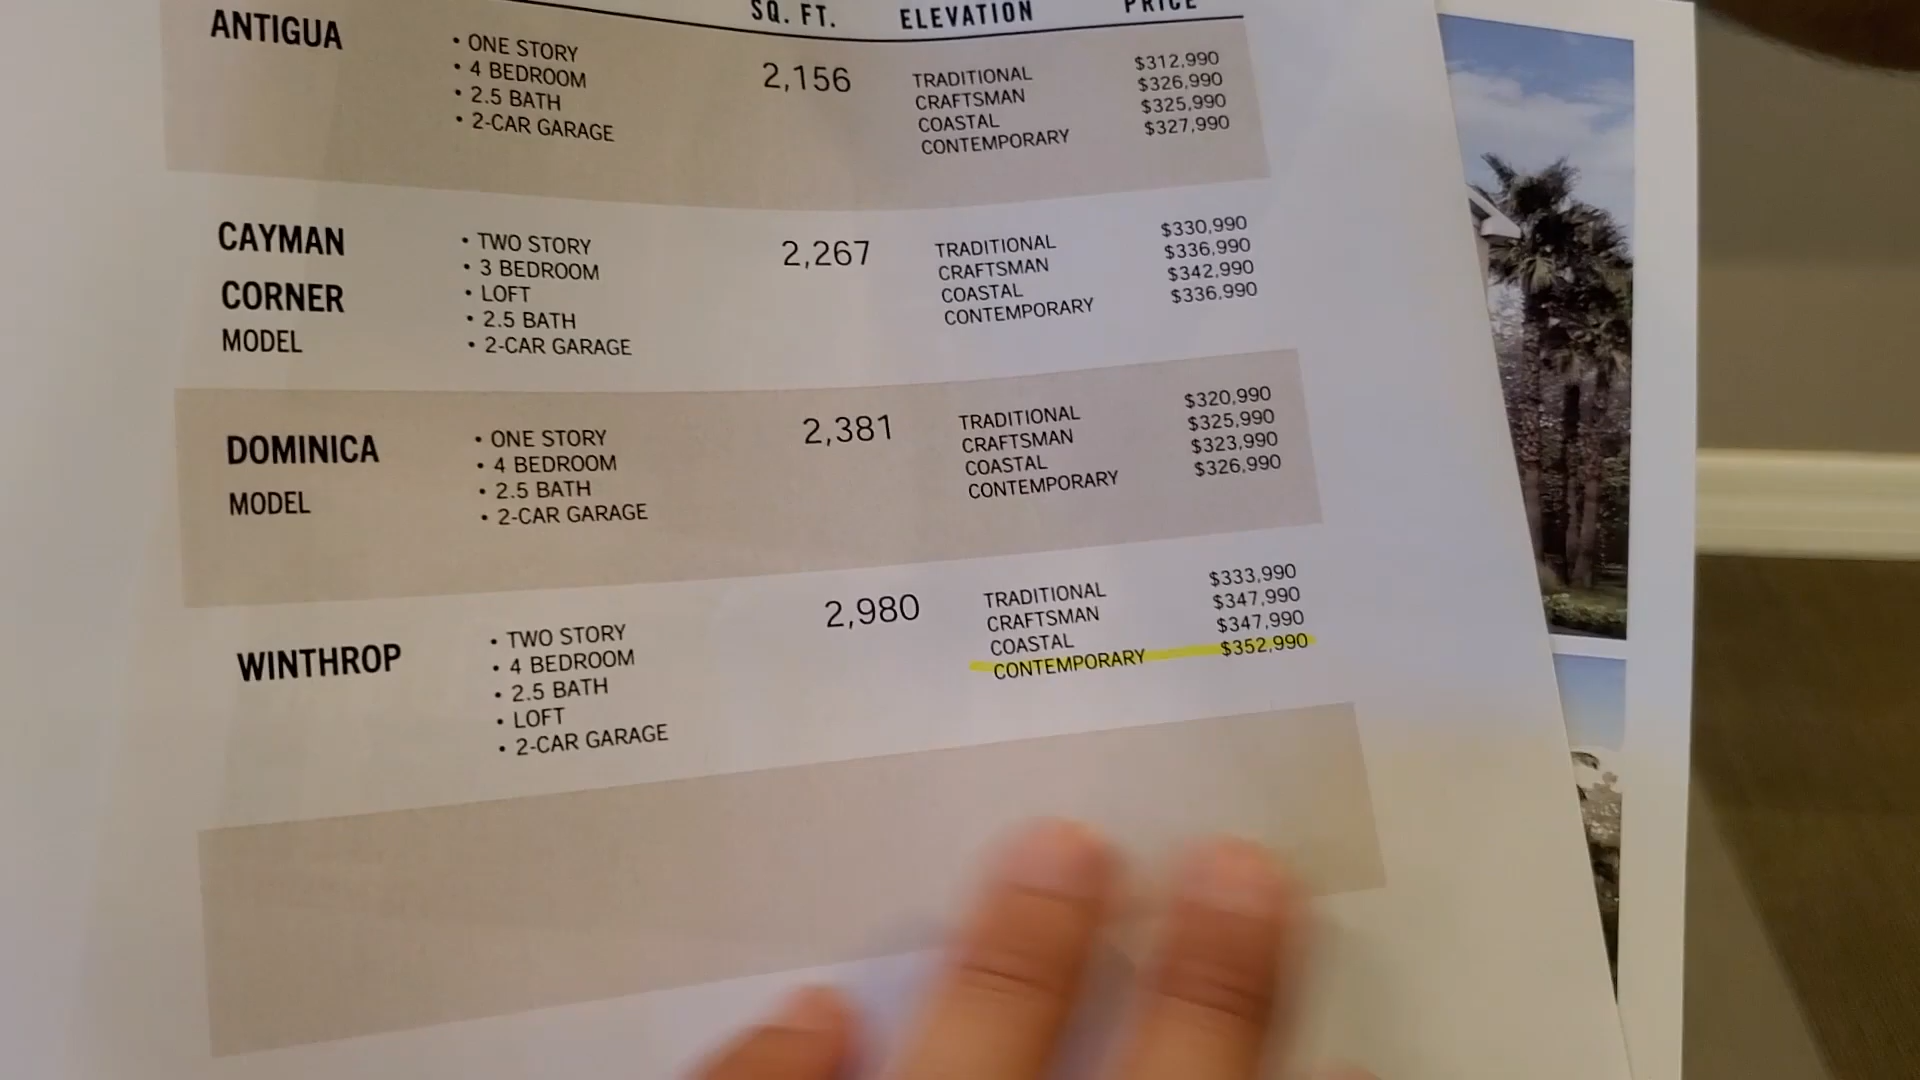 SQ. FT. ELEVATION PRICE
ANTIGUA
• ONE STORY
• 4 BEDROOM
• 2.5 BATH
• 2-CAR GARAGE
2,156
TRADITIONAL $312,990
CRAFTSMAN $326,990
COASTAL $325,990
CONTEMPORARY $327,990
CAYMAN
CORNER
MODEL
• TWO STORY
• 3 BEDROOM
• LOFT
• 2.5 BATH
• 2-CAR GARAGE
2,267
TRADITIONAL $330,990
CRAFTSMAN $336,990
COASTAL $342,990
CONTEMPORARY $336,990
DOMINICA
MODEL
• ONE STORY
• 4 BEDROOM
• 2.5 BATH
• 2-CAR GARAGE
2,381
TRADITIONAL $320,990
CRAFTSMAN $325,990
COASTAL $323,990
CONTEMPORARY $326,990
WINTHROP
• TWO STORY
• 4 BEDROOM
• 2.5 BATH
• LOFT
• 2-CAR GARAGE
2,980
TRADITIONAL $333,990
CRAFTSMAN $347,990
COASTAL $347,990
CONTEMPORARY $352,990